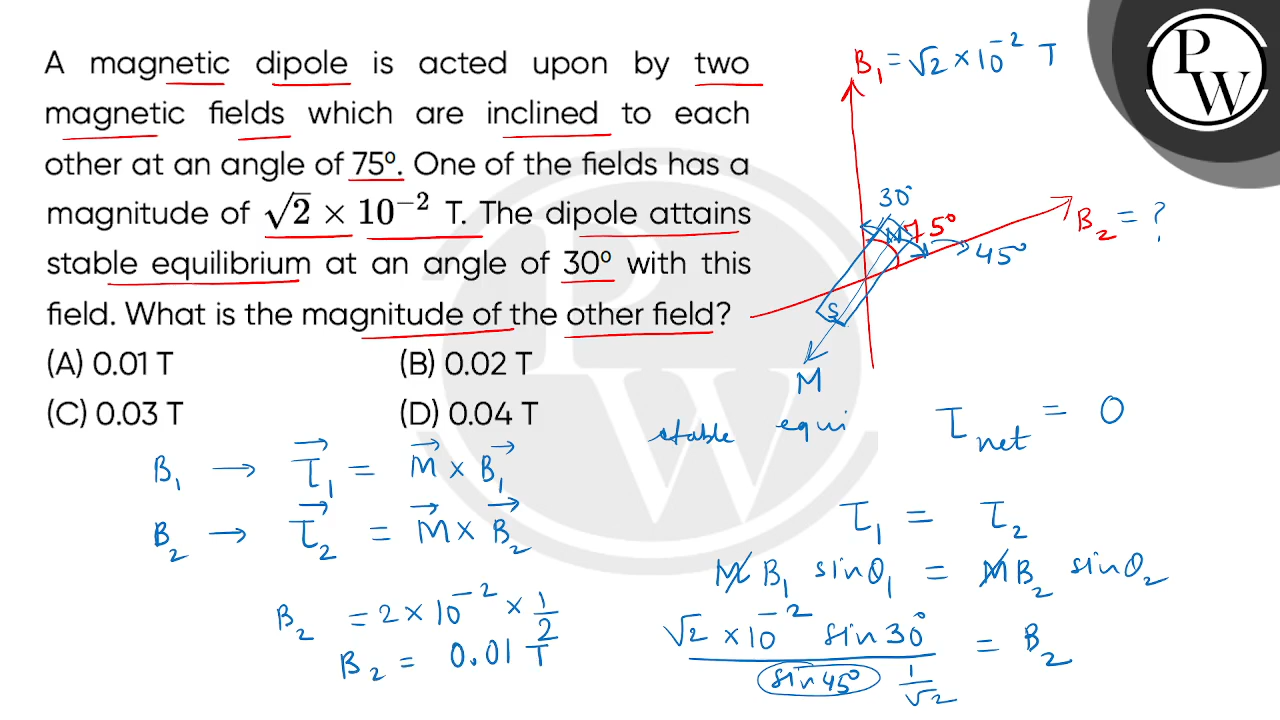 A magnetic dipole is acted upon by two
magnetic fields which are inclined to each
other at an angle of 75°. One of the fields has a
magnitude of √2 × 10⁻² T. The dipole attains
stable equilibrium at an angle of 30° with this
field. What is the magnitude of the other field?
(A) 0.01 T (B) 0.02 T
(C) 0.03 T (D) 0.04 T
PW
B₁ = √2 × 10⁻² T
30°
75°
B₂ = ?
45°
N
S
M
stable equi τnet = 0
B₁ → τ₁ = M × B₁
B₂ → τ₂ = M × B₂
τ₁ = τ₂
M B₁ sinθ₁ = M B₂ sinθ₂
√2 × 10⁻² sin 30° = B₂
sin 45° 1/√2
B₂ = 2 × 10⁻² × 1/2
B₂ = 0.01 T